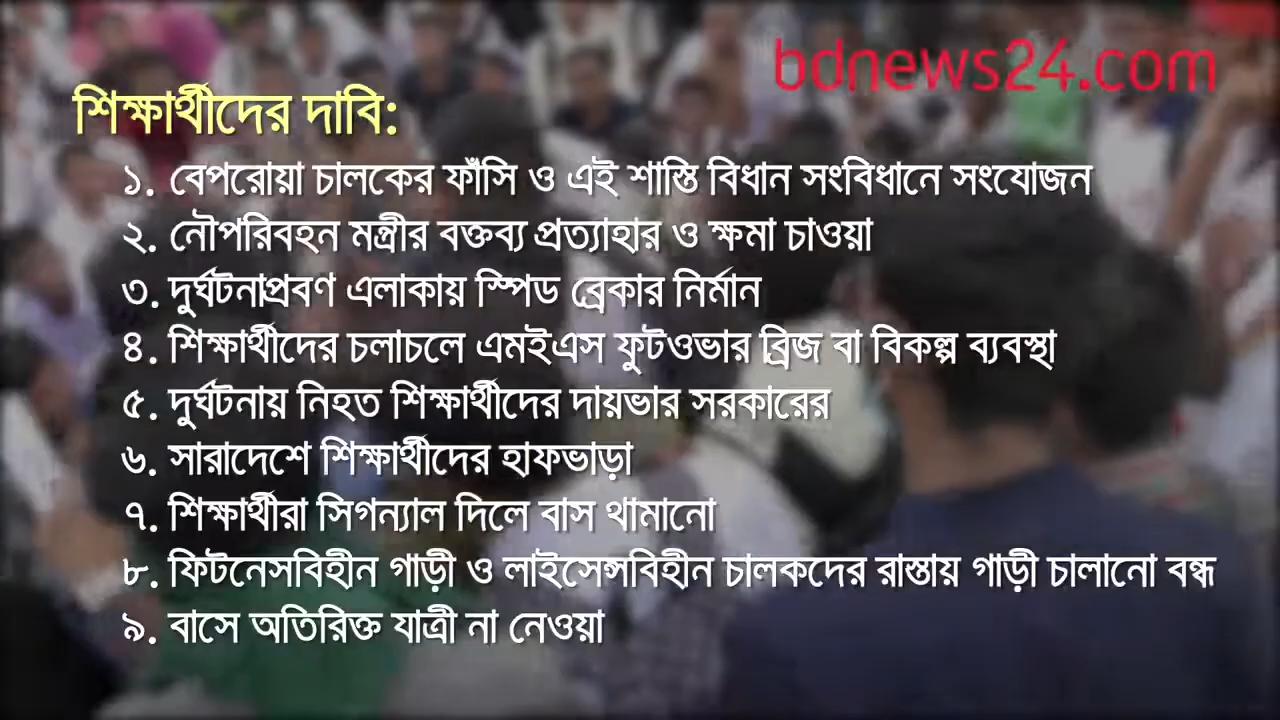 bdnews24.com
শিক্ষার্থীদের দাবি:
১. বেপরোয়া চালকের ফাঁসি ও এই শাস্তি বিধান সংবিধানে সংযোজন
২. নৌপরিবহন মন্ত্রীর বক্তব্য প্রত্যাহার ও ক্ষমা চাওয়া
৩. দুর্ঘটনাপ্রবণ এলাকায় স্পিড ব্রেকার নির্মান
৪. শিক্ষার্থীদের চলাচলে এমইএস ফুটওভার ব্রিজ বা বিকল্প ব্যবস্থা
৫. দুর্ঘটনায় নিহত শিক্ষার্থীদের দায়ভার সরকারের
৬. সারাদেশে শিক্ষার্থীদের হাফভাড়া
৭. শিক্ষার্থীরা সিগন্যাল দিলে বাস থামানো
৮. ফিটনেসবিহীন গাড়ী ও লাইসেন্সবিহীন চালকদের রাস্তায় গাড়ী চালানো বন্ধ
৯. বাসে অতিরিক্ত যাত্রী না নেওয়া